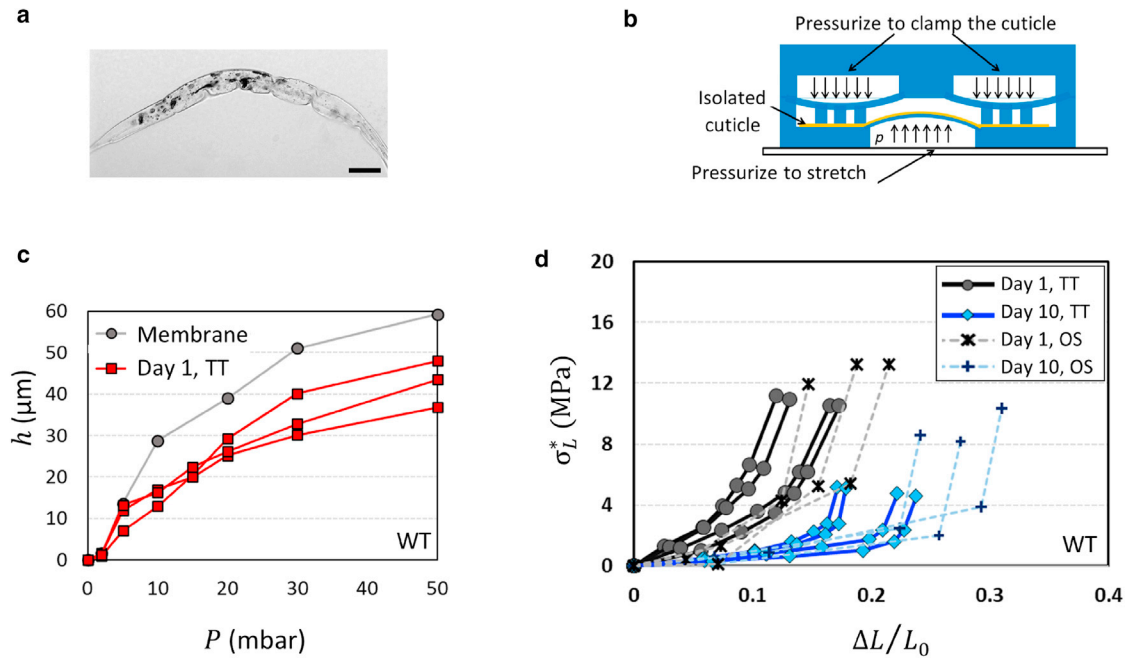 a
b
Pressurize to clamp the cuticle
Isolated
cuticle
p
Pressurize to stretch
c
60
50
40
30
20
10
0
h (μm)
Membrane
Day 1, TT
WT
0
10
20
30
40
50
P (mbar)
d
20
16
12
8
4
0
σ*L (MPa)
Day 1, TT
Day 10, TT
Day 1, OS
Day 10, OS
WT
0
0.1
0.2
0.3
0.4
ΔL/L0